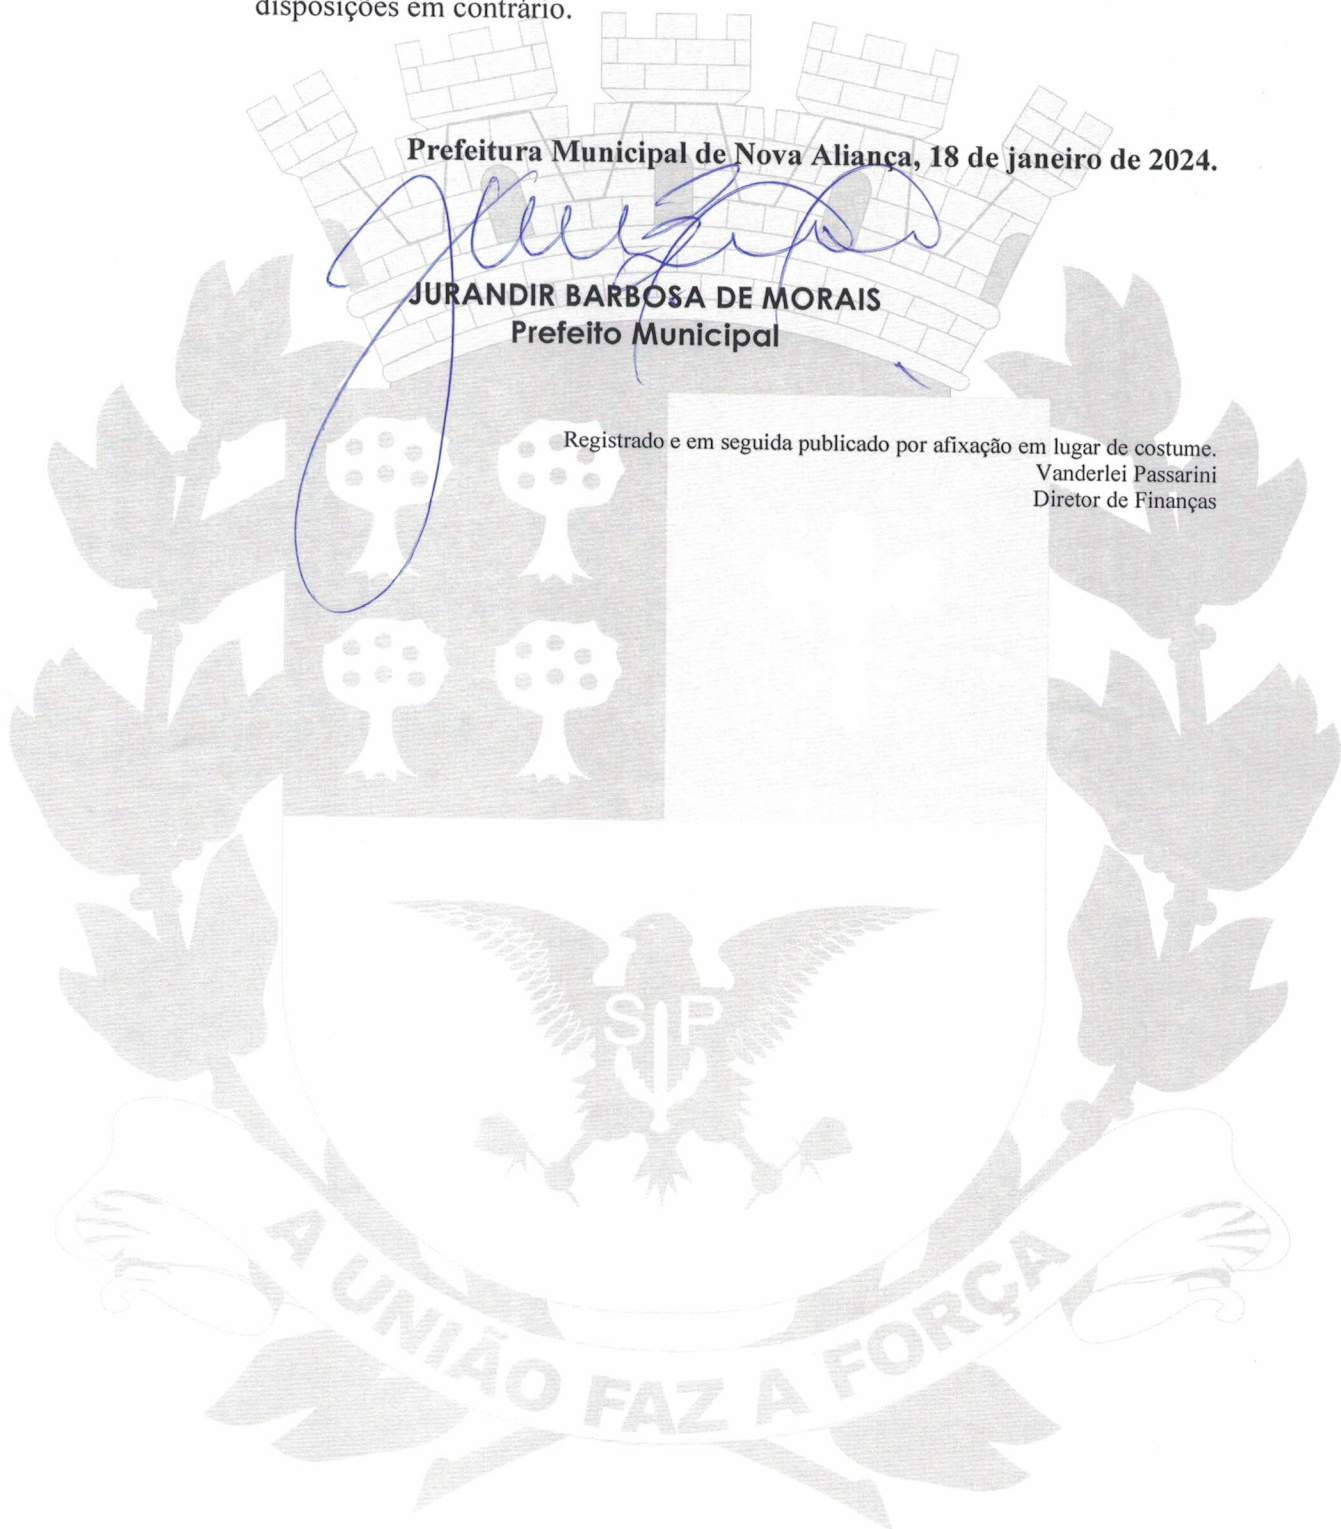 disposições em contrário.
Prefeitura Municipal de Nova Aliança, 18 de janeiro de 2024.
JURANDIR BARBOSA DE MORAIS
Prefeito Municipal
Registrado e em seguida publicado por afixação em lugar de costume.
Vanderlei Passarini
Diretor de Finanças
S P
A UNIÃO FAZ A FORÇA